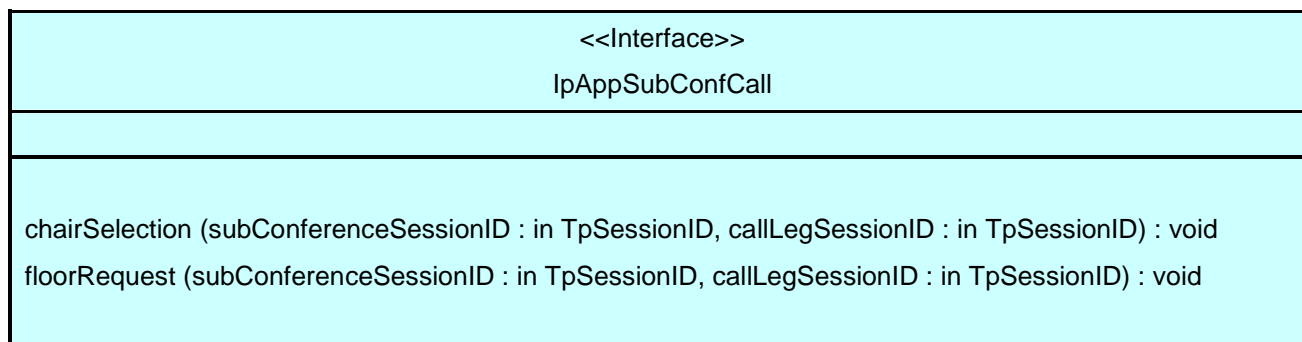 <<Interface>>
IpAppSubConfCall
chairSelection (subConferenceSessionID : in TpSessionID, callLegSessionID : in TpSessionID) : void
floorRequest (subConferenceSessionID : in TpSessionID, callLegSessionID : in TpSessionID) : void